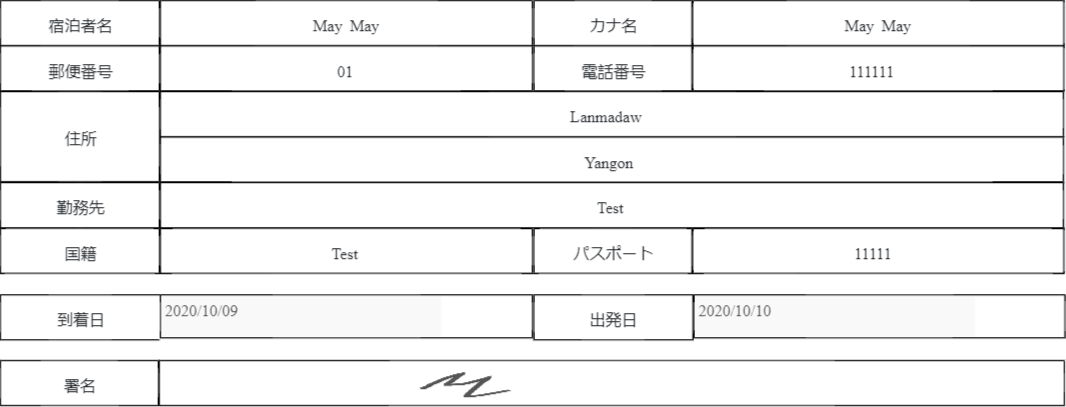 宿泊者名 May May カナ名 May May
郵便番号 01 電話番号 111111
住所 Lanmadaw
Yangon
勤務先 Test
国籍 Test パスポート 11111
到着日 2020/10/09 出発日 2020/10/10
署名